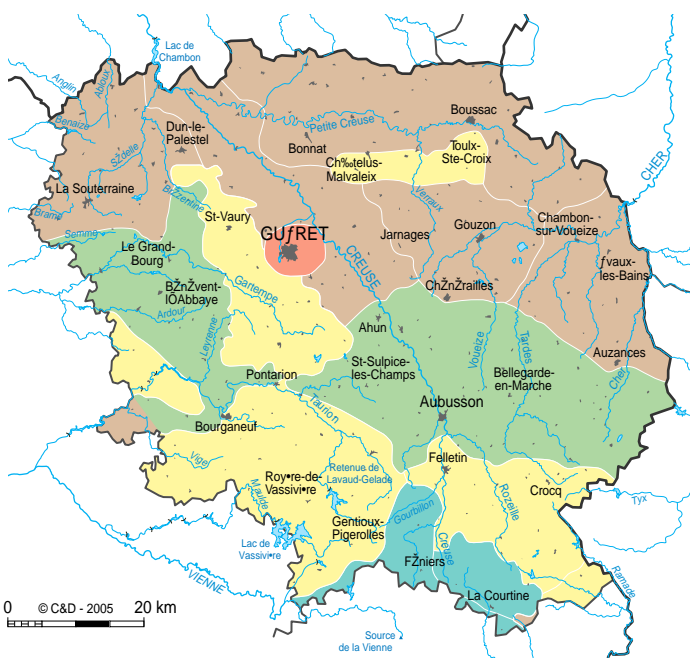 Lac de
Chambon
Anglin
Abloux
Benaize
Petite Creuse
Boussac
Dun-le-
Palestel
SŽdelle
Bonnat
Toulx-
Ste-Croix
Ch‰telus-
Malvaleix
CHER
La Souterraine
BrŽzentine
Verraux
Brame
St-Vaury
Chambon-
sur-Voueize
Semme
GUƒRET
Gouzon
Jarnages
Le Grand-
Bourg
CREUSE
ƒvaux-
les-Bains
BŽnŽvent-
lÕAbbaye
Gartempe
ChŽnŽrailles
Ardour
Ahun
Leyrenne
Voueize
Tardes
Auzances
St-Sulpice-
les-Champs
Pontarion
Bellegarde-
en-Marche
Cher
Taurion
Aubusson
Bourganeuf
Vige
Felletin
Retenue de
Lavaud-Gelade
Roy•re-de-
Vassivi•re
Maulde
Crocq
Rozeille
Tyx
Gourbillon
Gentioux-
Pigerolles
Lac de
Vassivi•re
Creuse
FŽniers
VIENNE
Ramade
La Courtine
0 © C&D - 2005 20 km
Source
de la Vienne